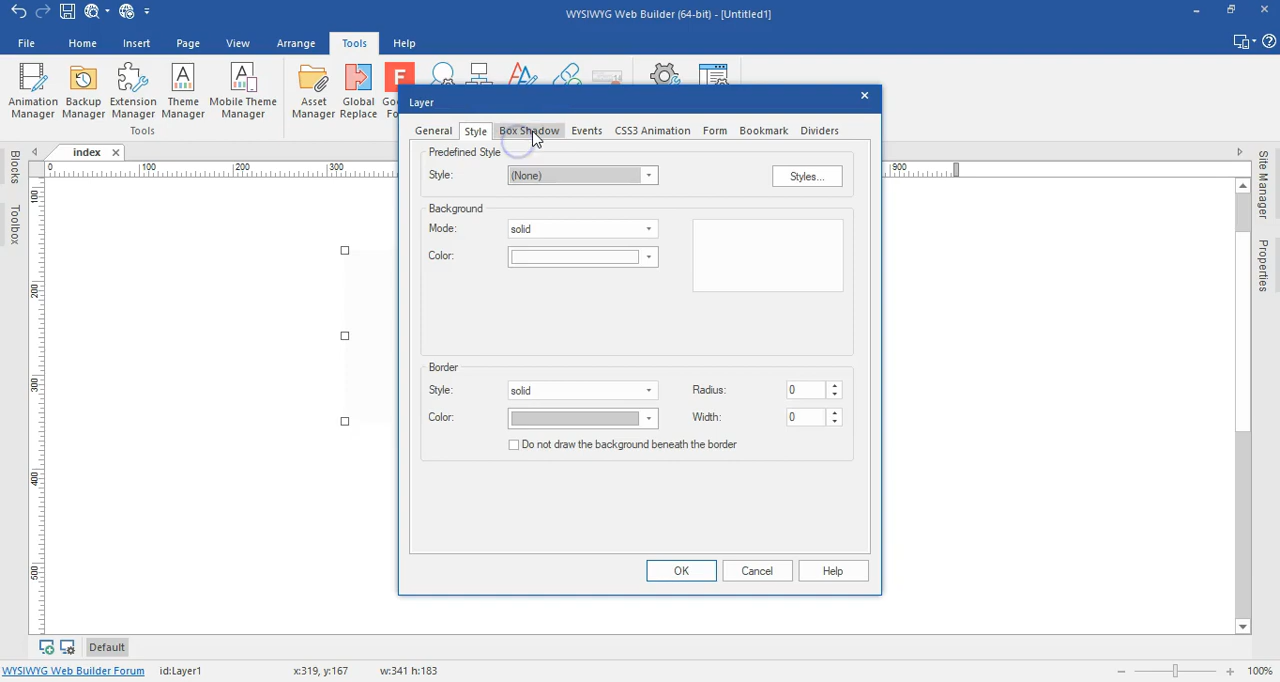 WYSIWYG Web Builder (64-bit) - [Untitled1]
File Home Insert Page View Arrange Tools Help
Animation Manager
Backup Manager
Extension Manager
Theme Manager
Mobile Theme Manager
Asset Manager
Global Replace
Tools
Layer
General Style Box Shadow Events CSS3 Animation Form Bookmark Dividers
index
0 100 200 300 900
100
200
300
400
500
Blocks
Toolbox
Site Manager
Properties
Predefined Style
Style: (None) Styles...
Background
Mode: solid
Color:
Border
Style: solid Radius: 0
Color: Width: 0
Do not draw the background beneath the border
OK Cancel Help
Default
WYSIWYG Web Builder Forum id:Layer1 x:319, y:167 w:341 h:183 100%